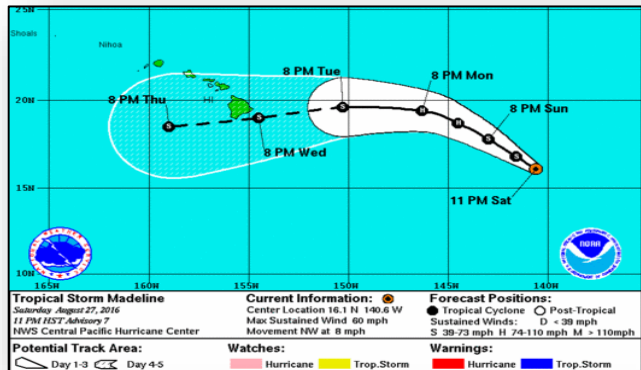 25N
Shoals
Nihoa
8 PM Tue
8 PM Mon
8 PM Thu
HI
20N
8 PM Sun
S
S
S
H
H
S
S
8 PM Wed
15N
11 PM Sat
NOAA
10N
165W 160W 155W 150W 145W 140W
Tropical Storm Madeline
Saturday August 27, 2016
11 PM HST Advisory 7
NWS Central Pacific Hurricane Center
Current Information:
Center Location 16.1 N 140.6 W
Max Sustained Wind 60 mph
Movement NW at 8 mph
Forecast Positions:
Tropical Cyclone Post-Tropical
Sustained Winds: D < 39 mph
S 39-73 mph H 74-110 mph M > 110mph
Potential Track Area:
Day 1-3 Day 4-5
Watches:
Hurricane Trop.Storm
Warnings:
Hurricane Trop.Storm